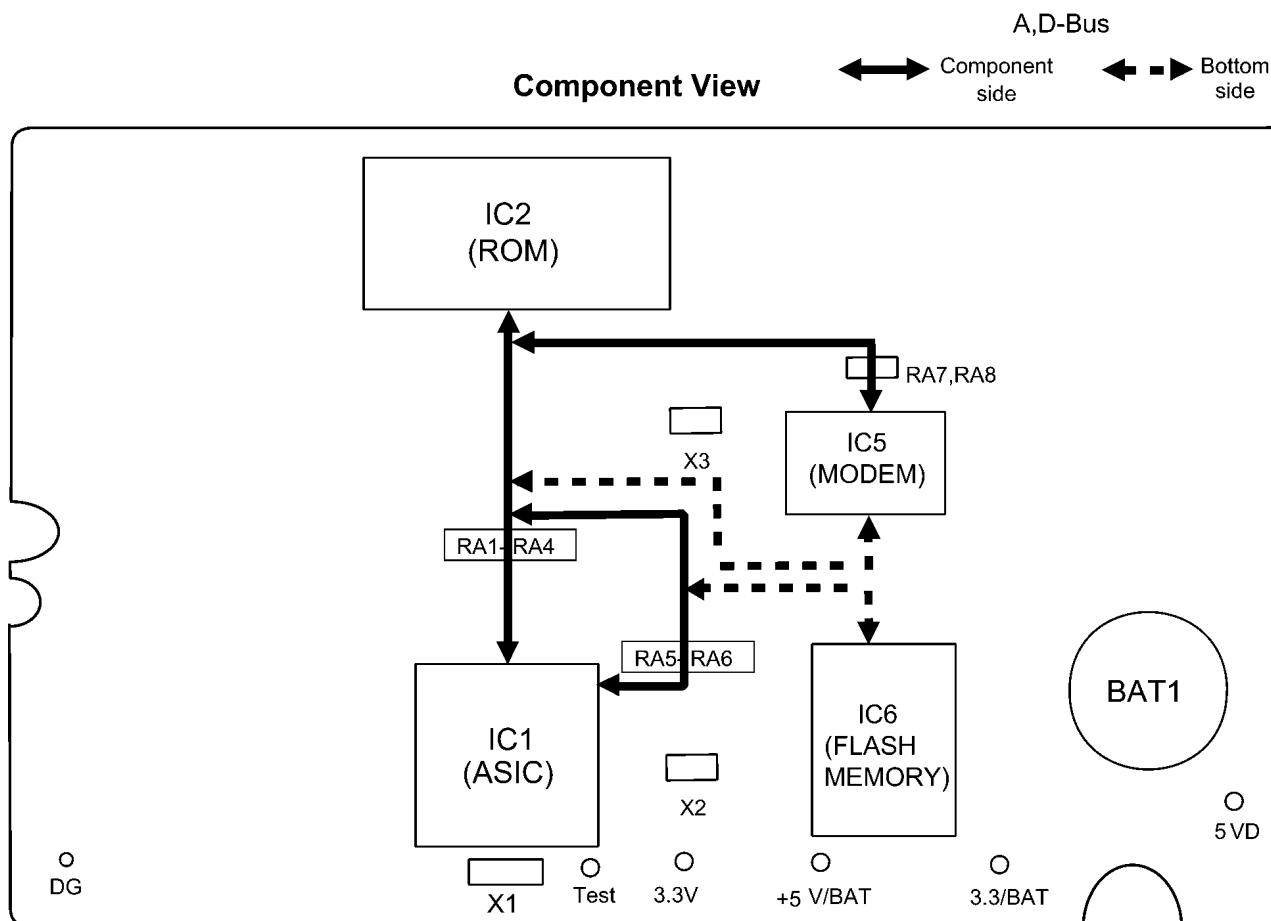 A,D-Bus
Component View
Component
side
Bottom
side
IC2
(ROM)
RA7,RA8
X3
IC5
(MODEM)
RA1-RA4
RA5-RA6
IC1
(ASIC)
X2
IC6
(FLASH
MEMORY)
BAT1
5 VD
DG
X1
Test
3.3V
+5 V/BAT
3.3/BAT